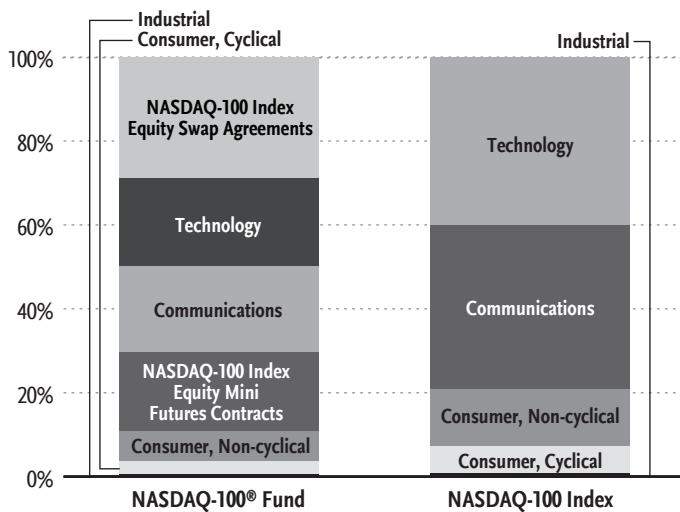 Industrial
Consumer, Cyclical
Industrial
100%
80%
60%
40%
20%
0%
NASDAQ-100 Index
Equity Swap Agreements
Technology
Communications
NASDAQ-100 Index
Equity Mini
Futures Contracts
Consumer, Non-cyclical
Technology
Communications
Consumer, Non-cyclical
Consumer, Cyclical
NASDAQ-100® Fund
NASDAQ-100 Index